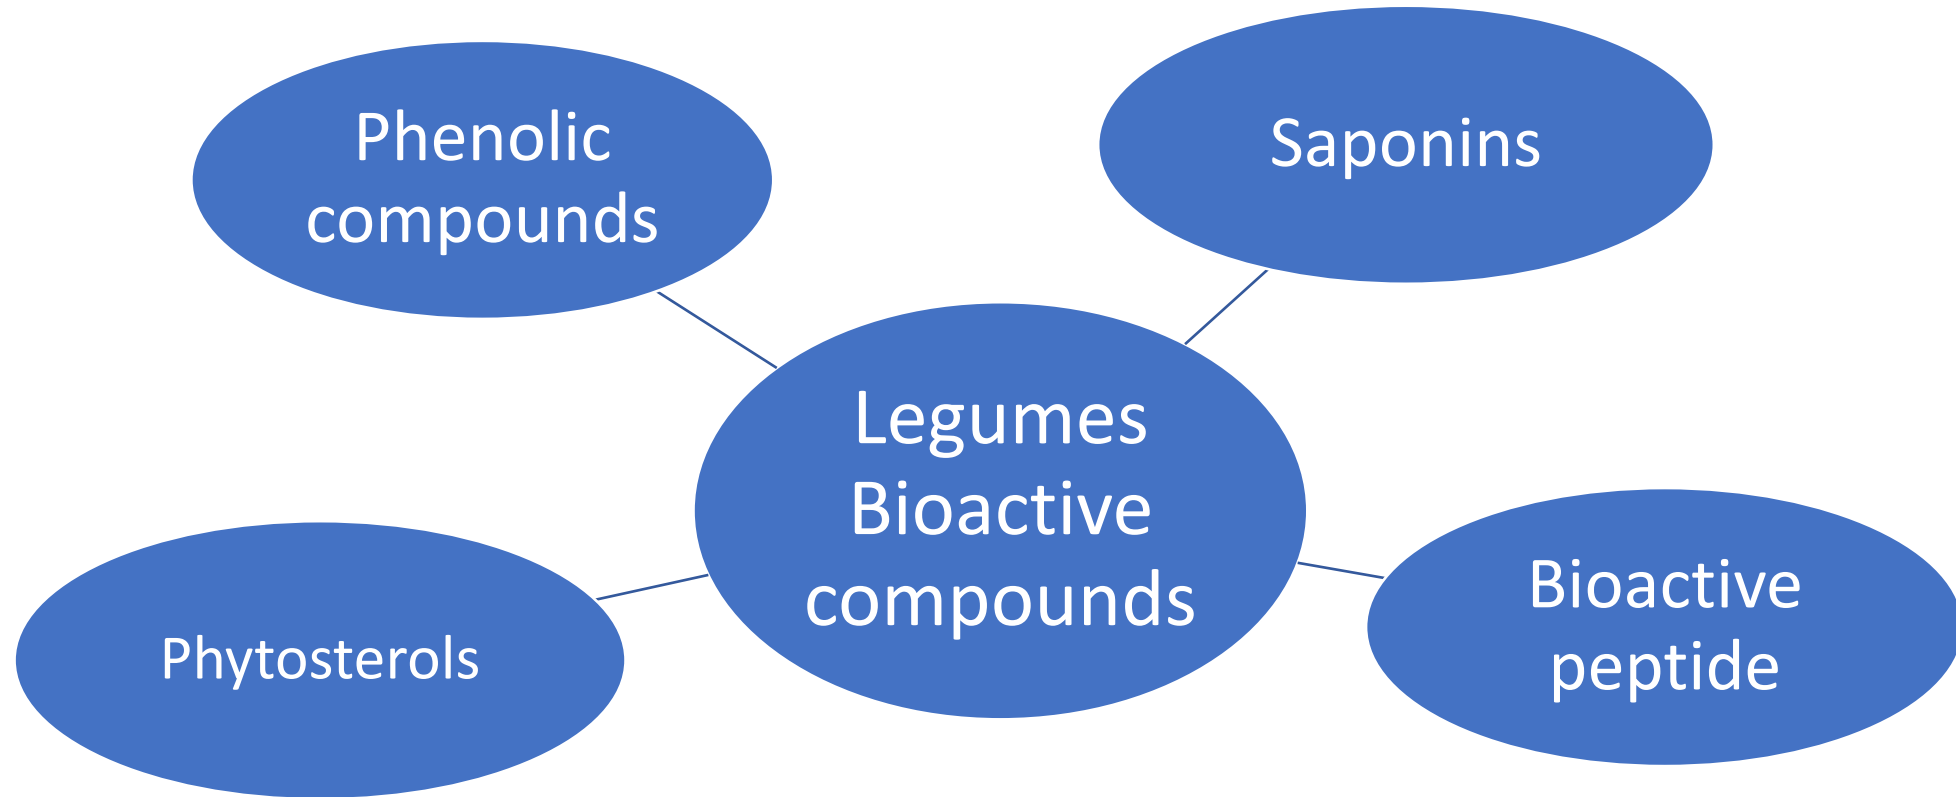 Phenolic
compounds
Saponins
Legumes
Bioactive
compounds
Phytosterols
Bioactive
peptide